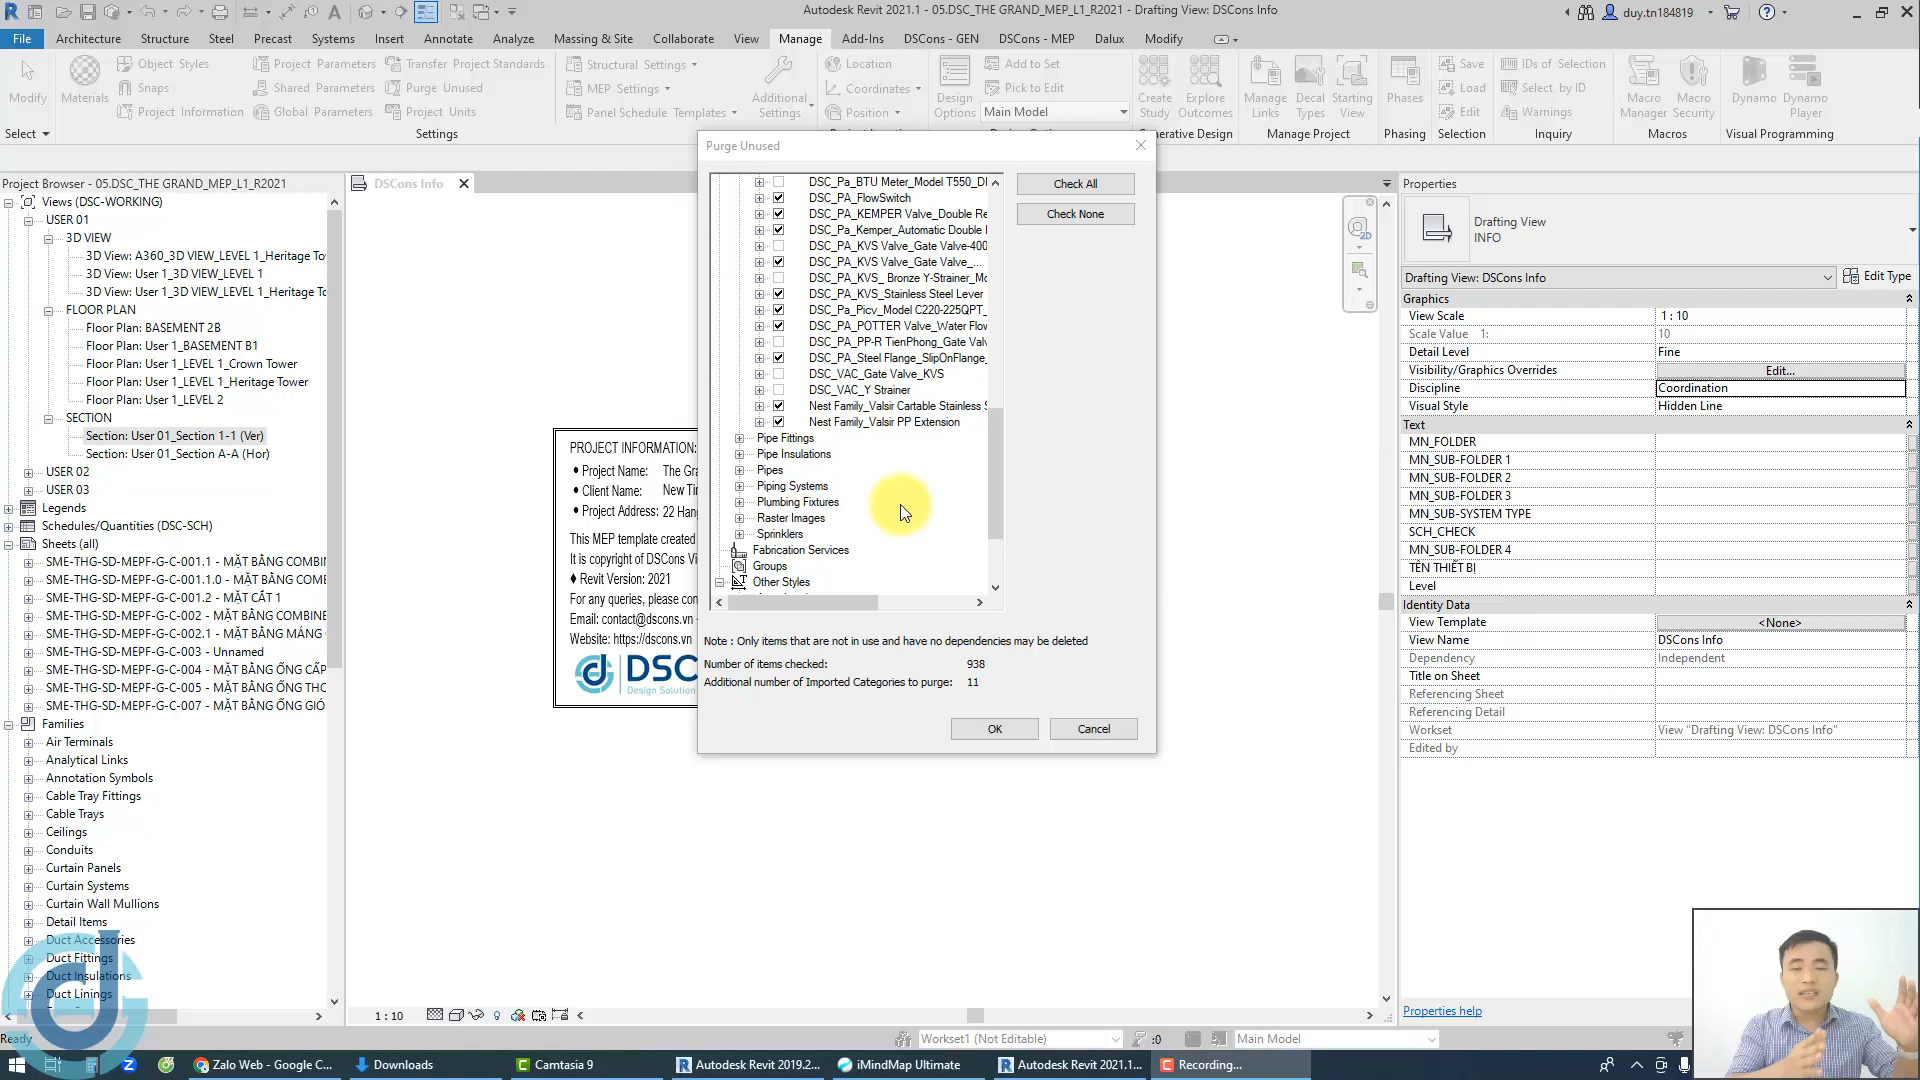 Autodesk Revit 2021.1 - 05.DSC_THE GRAND_MEP_L1_R2021 - Drafting View: DSCons Info
duy.tn184819
File Architecture Structure Steel Precast Systems Insert Annotate Analyze Massing & Site Collaborate View Manage Add-Ins DSCons - GEN DSCons - MEP Dalux Modify
Modify
Select
Materials
Object Styles
Snaps
Project Information
Project Parameters
Shared Parameters
Global Parameters
Transfer Project Standards
Purge Unused
Project Units
Settings
Structural Settings
MEP Settings
Panel Schedule Templates
Additional Settings
Location
Coordinates
Position
Design Options
Add to Set
Pick to Edit
Main Model
Create Study
Explore Outcomes
Generative Design
Manage Links
Decal Types
Starting View
Manage Project
Phases
Phasing
Save
Load
Edit
Selection
IDs of Selection
Select by ID
Warnings
Inquiry
Macro Manager
Macro Security
Macros
Dynamo
Dynamo Player
Visual Programming
Project Browser - 05.DSC_THE GRAND_MEP_L1_R2021
Views (DSC-WORKING)
USER 01
3D VIEW
3D View: A360_3D VIEW_LEVEL 1_Heritage To
3D View: User 1_3D VIEW_LEVEL 1
3D View: User 1_3D VIEW_LEVEL 1_Heritage To
FLOOR PLAN
Floor Plan: BASEMENT 2B
Floor Plan: User 1_BASEMENT B1
Floor Plan: User 1_LEVEL 1_Crown Tower
Floor Plan: User 1_LEVEL 1_Heritage Tower
Floor Plan: User 1_LEVEL 2
SECTION
Section: User 01_Section 1-1 (Ver)
Section: User 01_Section A-A (Hor)
USER 02
USER 03
Legends
Schedules/Quantities (DSC-SCH)
Sheets (all)
SME-THG-SD-MEPF-G-C-001.1 - MẶT BẰNG COMBIN
SME-THG-SD-MEPF-G-C-001.1.0 - MẶT BẰNG COME
SME-THG-SD-MEPF-G-C-001.2 - MẶT CẮT 1
SME-THG-SD-MEPF-G-C-002 - MẶT BẰNG COMBINE
SME-THG-SD-MEPF-G-C-002.1 - MẶT BẰNG MÁNG
SME-THG-SD-MEPF-G-C-003 - Unnamed
SME-THG-SD-MEPF-G-C-004 - MẶT BẰNG ỐNG CẤP
SME-THG-SD-MEPF-G-C-005 - MẶT BẰNG ỐNG THO
SME-THG-SD-MEPF-G-C-007 - MẶT BẰNG ỐNG GIÓ
Families
Air Terminals
Analytical Links
Annotation Symbols
Cable Tray Fittings
Cable Trays
Ceilings
Conduits
Curtain Panels
Curtain Systems
Curtain Wall Mullions
Detail Items
Duct Accessories
Duct Fittings
Duct Insulations
Duct Linings
DSCons Info
PROJECT INFORMATION:
Project Name: The Gra
Client Name: New Tin
Project Address: 22 Hang
This MEP template created
It is copyright of DSCons Vi
Revit Version: 2021
For any queries, please con
Email: contact@dscons.vn
Website: https://dscons.vn
DSC
Design Solution
Purge Unused
DSC_Pa_BTU Meter_Model T550_DI
DSC_PA_FlowSwitch
DSC_PA_KEMPER Valve_Double Re
DSC_Pa_Kemper_Automatic Double
DSC_PA_KVS Valve_Gate Valve-400
DSC_PA_KVS Valve_Gate Valve_...
DSC_PA_KVS_ Bronze Y-Strainer_Mo
DSC_PA_KVS_Stainless Steel Lever
DSC_Pa_Picv_Model C220-225QPT_
DSC_PA_POTTER Valve_Water Flow
DSC_PA_PP-R TienPhong_Gate Valv
DSC_PA_Steel Flange_SlipOnFlange_
DSC_VAC_Gate Valve_KVS
DSC_VAC_Y Strainer
Nest Family_Valsir Cartable Stainless S
Nest Family_Valsir PP Extension
Pipe Fittings
Pipe Insulations
Pipes
Piping Systems
Plumbing Fixtures
Raster Images
Sprinklers
Fabrication Services
Groups
Other Styles
Check All
Check None
Note : Only items that are not in use and have no dependencies may be deleted
Number of items checked: 938
Additional number of Imported Categories to purge: 11
OK Cancel
2D
Properties
Drafting View
INFO
Drafting View: DSCons Info
Edit Type
Graphics
View Scale 1 : 10
Scale Value 1: 10
Detail Level Fine
Visibility/Graphics Overrides Edit...
Discipline Coordination
Visual Style Hidden Line
Text
MN_FOLDER
MN_SUB-FOLDER 1
MN_SUB-FOLDER 2
MN_SUB-FOLDER 3
MN_SUB-SYSTEM TYPE
SCH_CHECK
MN_SUB-FOLDER 4
TÊN THIẾT BỊ
Level
Identity Data
View Template <None>
View Name DSCons Info
Dependency Independent
Title on Sheet
Referencing Sheet
Referencing Detail
Workset View "Drafting View: DSCons Info"
Edited by
Properties help
1 : 10
Ready
Workset1 (Not Editable)
:0
Main Model
Zalo Web - Google C...
Downloads
Camtasia 9
Autodesk Revit 2019.2...
iMindMap Ultimate
Autodesk Revit 2021.1...
Recording...